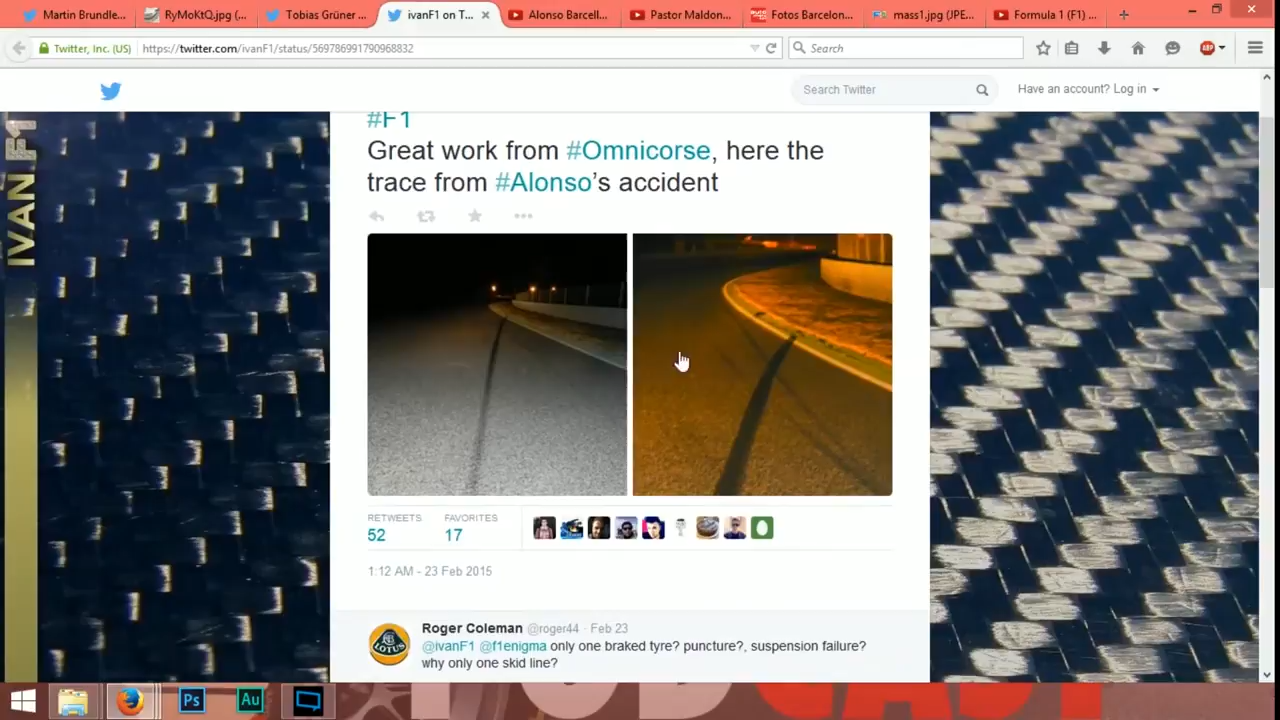 Martin Brundle...
RyMoKtQ.jpg (...
Tobias Grüner ...
ivanF1 on T...
Alonso Barcell...
Pastor Maldon...
Fotos Barcelon...
mass1.jpg (JPE...
Formula 1 (F1) ...
Twitter, Inc. (US)
https://twitter.com/ivanF1/status/569786991790968832
Search
ABP
Search Twitter
Have an account? Log in
IVAN F1
#F1
Great work from #Omnicorse, here the
trace from #Alonso's accident
RETWEETS
FAVORITES
52
17
1:12 AM - 23 Feb 2015
LOTUS
Roger Coleman @roger44 · Feb 23
@ivanF1 @f1enigma only one braked tyre? puncture?, suspension failure?
why only one skid line?
Ps
Au